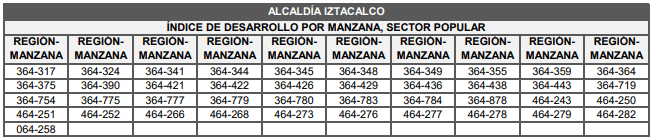 ALCALDÍA IZTACALCO
ÍNDICE DE DESARROLLO POR MANZANA, SECTOR POPULAR
REGIÓN-MANZANA REGIÓN-MANZANA REGIÓN-MANZANA REGIÓN-MANZANA REGIÓN-MANZANA REGIÓN-MANZANA REGIÓN-MANZANA REGIÓN-MANZANA REGIÓN-MANZANA REGIÓN-MANZANA
364-317 364-324 364-341 364-344 364-345 364-348 364-349 364-355 364-359 364-364
364-375 364-390 364-421 364-422 364-426 364-429 364-436 364-438 364-443 364-719
364-754 364-775 364-777 364-779 364-780 364-783 364-784 364-878 464-243 464-250
464-251 464-252 464-266 464-268 464-273 464-276 464-277 464-278 464-279 464-282
064-258